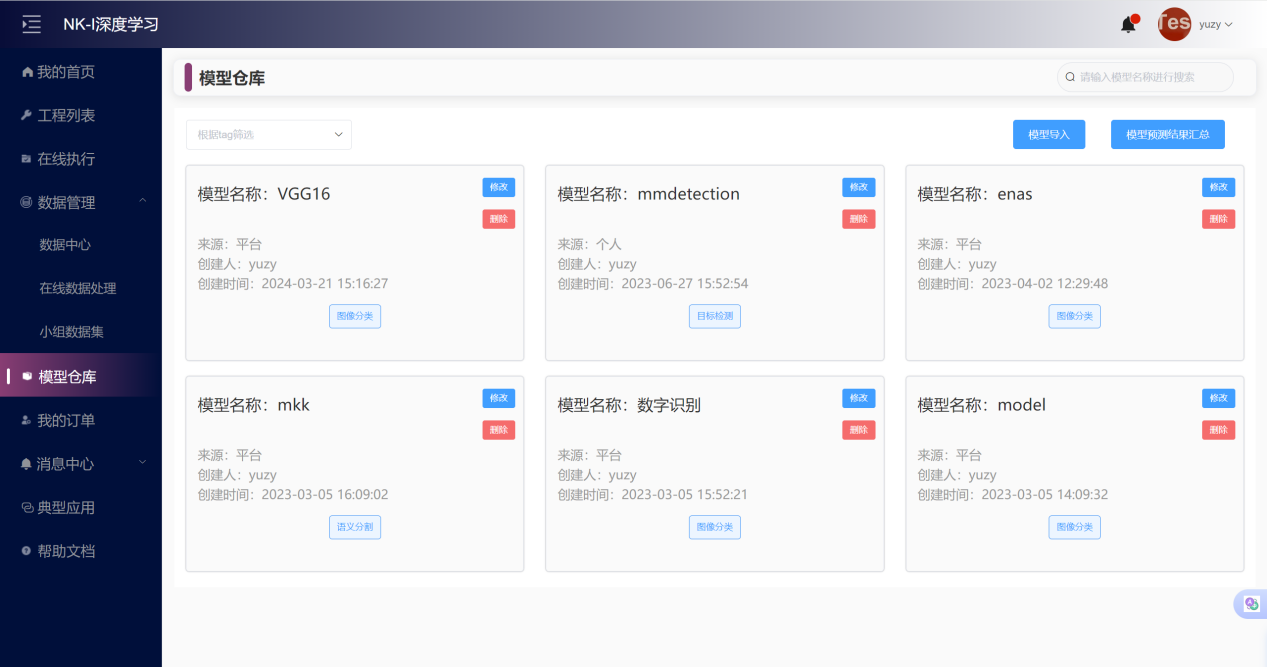 NK-I深度学习
Tes
yuzy
我的首页
工程列表
在线执行
数据管理
数据中心
在线数据处理
小组数据集
模型仓库
我的订单
消息中心
典型应用
帮助文档
模型仓库
请输入模型名称进行搜索
根据tag筛选
模型导入
模型预测结果汇总
模型名称：VGG16
修改
删除
来源：平台
创建人：yuzy
创建时间：2024-03-21 15:16:27
图像分类
模型名称：mmdetection
修改
删除
来源：个人
创建人：yuzy
创建时间：2023-06-27 15:52:54
目标检测
模型名称：enas
修改
删除
来源：平台
创建人：yuzy
创建时间：2023-04-02 12:29:48
图像分类
模型名称：mkk
修改
删除
来源：平台
创建人：yuzy
创建时间：2023-03-05 16:09:02
语义分割
模型名称：数字识别
修改
删除
来源：平台
创建人：yuzy
创建时间：2023-03-05 15:52:21
图像分类
模型名称：model
修改
删除
来源：平台
创建人：yuzy
创建时间：2023-03-05 14:09:32
图像分类